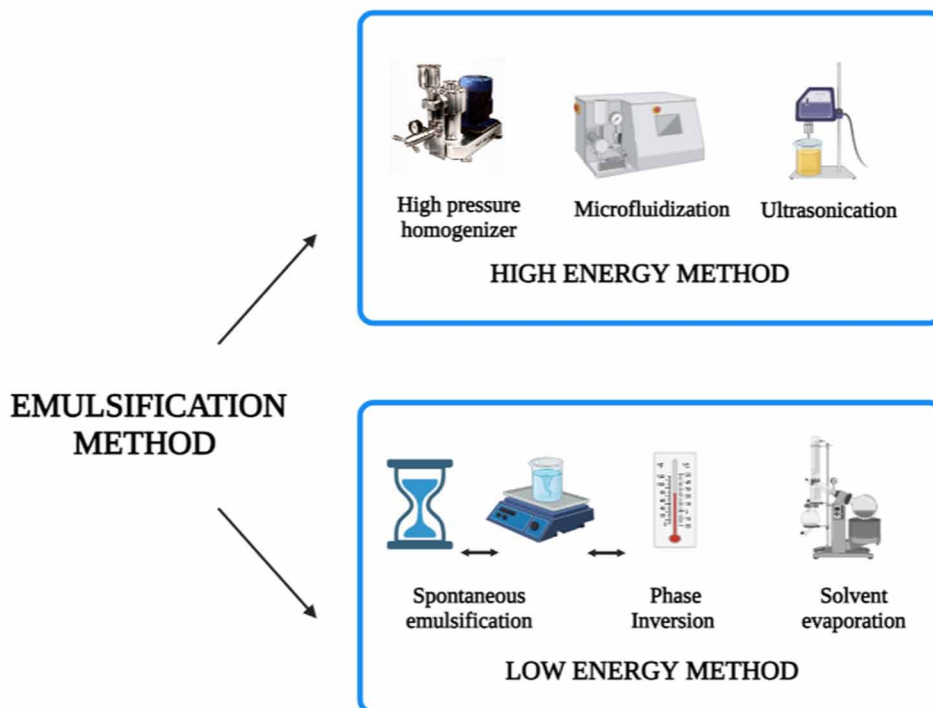 High pressure
homogenizer
Microfluidization
Ultrasonication
HIGH ENERGY METHOD
EMULSIFICATION
METHOD
Spontaneous
emulsification
Phase
Inversion
Solvent
evaporation
LOW ENERGY METHOD